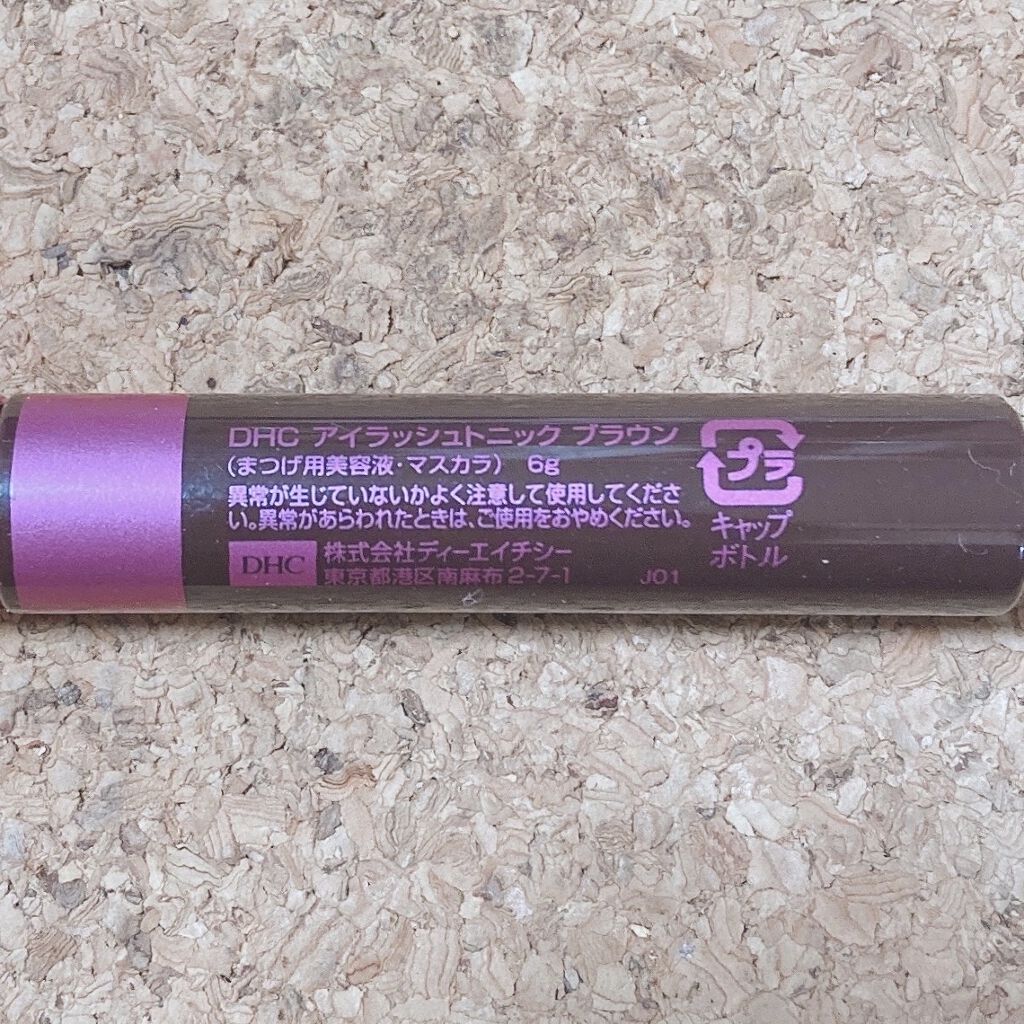 DHC アイラッシュトニック ブラウン
(まつげ用美容液・マスカラ) 6g
異常が生じていないかよく注意して使用してくださ
い。異常があらわれたときは、ご使用をおやめください。
DHC 株式会社ディーエイチシー
東京都港区南麻布2-7-1 J01
プラ
キャップ
ボトル